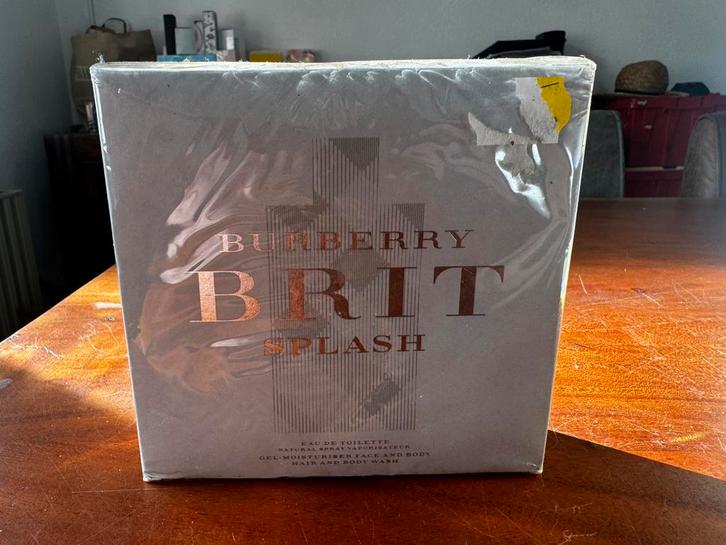 BURBERRY
BRIT
SPLASH
EAU DE TOILETTE
NATURAL SPRAY VAPORISATEUR
GEL-MOISTURISER FACE AND BODY
HAIR AND BODY WASH